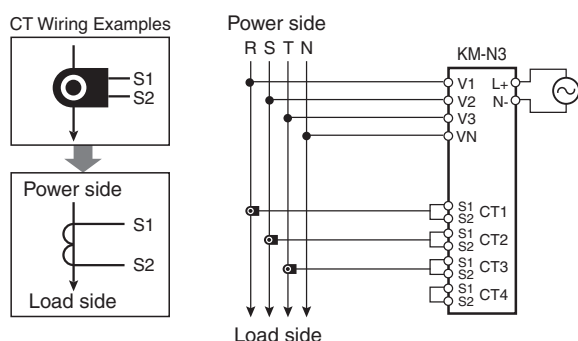 CT Wiring Examples
S1
S2
Power side
S1
S2
Load side
Power side
R S T N
KM-N3
V1 L+
V2 N-
V3
VN
S1
S2 CT1
S1
S2 CT2
S1
S2 CT3
S1
S2 CT4
Load side